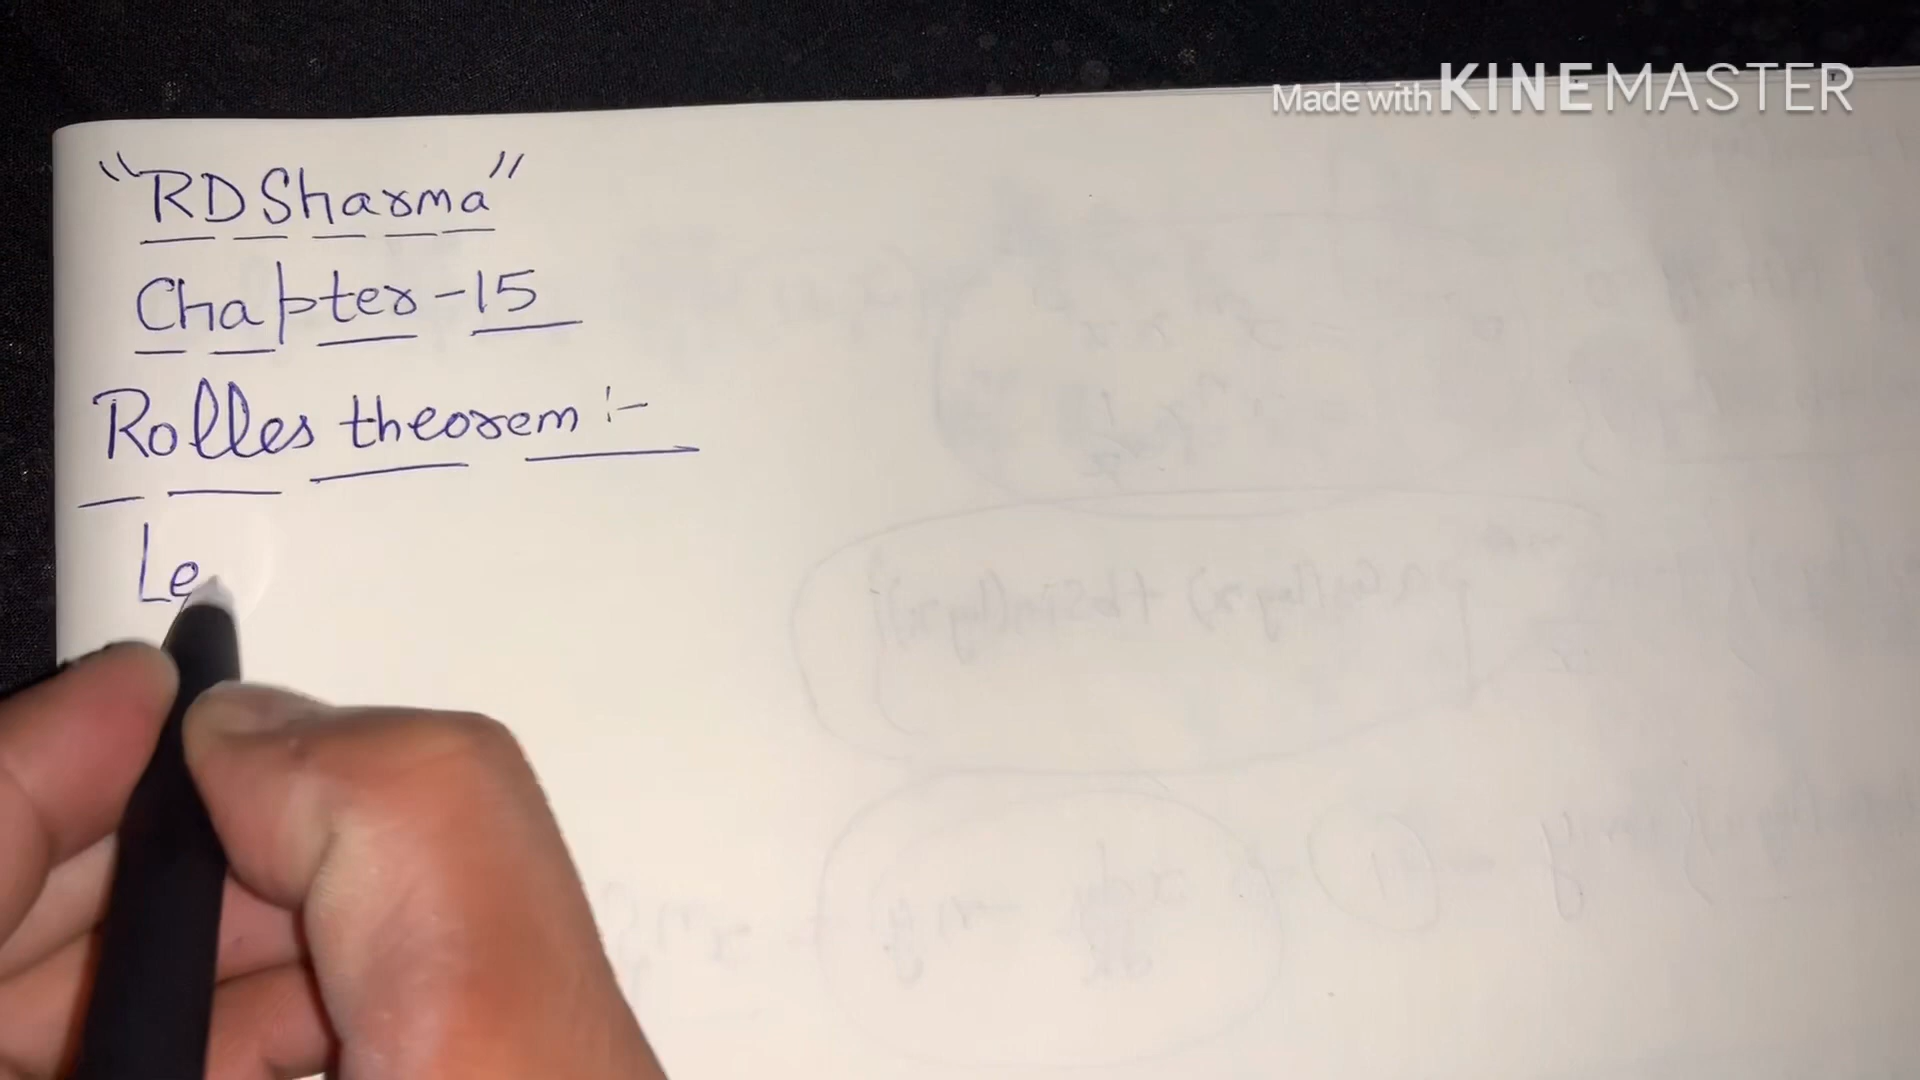 Made with KINEMASTER
"RD Sharma"
Chapter-15
Rolles theorem :-
Le